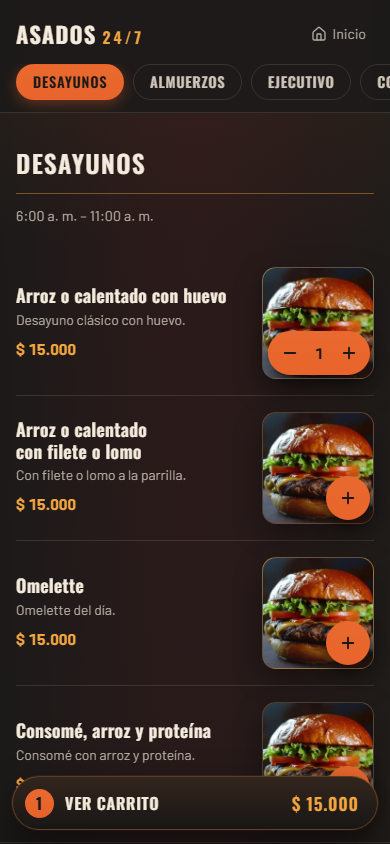 ASADOS 24/7
Inicio
DESAYUNOS
ALMUERZOS
EJECUTIVO
DESAYUNOS
6:00 a. m. – 11:00 a. m.
Arroz o calentado con huevo
Desayuno clásico con huevo.
$ 15.000
1
Arroz o calentado
con filete o lomo
Con filete o lomo a la parrilla.
$ 15.000
Omelette
Omelette del día.
$ 15.000
Consomé, arroz y proteína
Consomé con arroz y proteína.
1 VER CARRITO $ 15.000